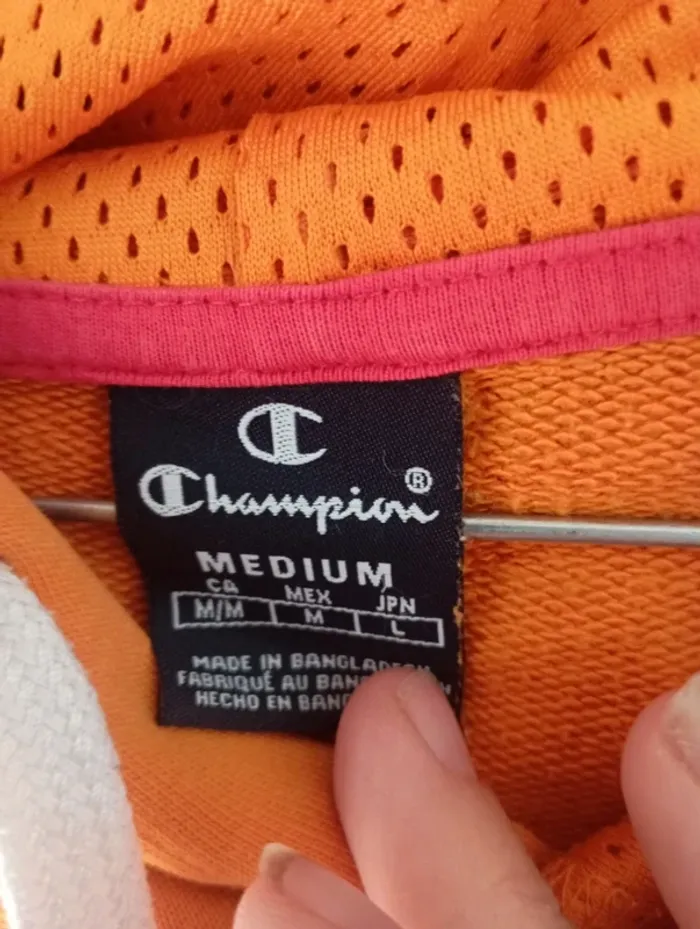 C
Champion®
MEDIUM
CA MEX JPN
M/M M L
MADE IN BANGLADESH
FABRIQUÉ AU
HECHO EN